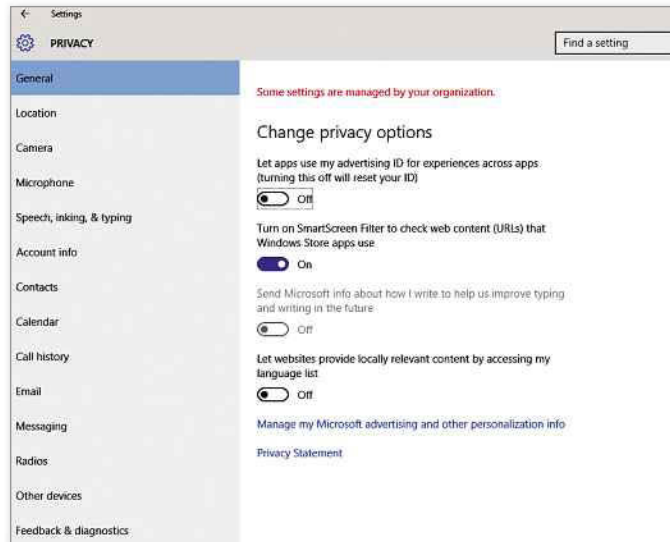 Settings
PRIVACY
Find a setting
General
Location
Camera
Microphone
Speech, inking, & typing
Account info
Contacts
Calendar
Call history
Email
Messaging
Radios
Other devices
Feedback & diagnostics
Some settings are managed by your organization.
Change privacy options
Let apps use my advertising ID for experiences across apps
(turning this off will reset your ID)
Off
Turn on SmartScreen Filter to check web content (URLs) that
Windows Store apps use
On
Send Microsoft info about how I write to help us improve typing
and writing in the future
Off
Let websites provide locally relevant content by accessing my
language list
Off
Manage my Microsoft advertising and other personalization info
Privacy Statement